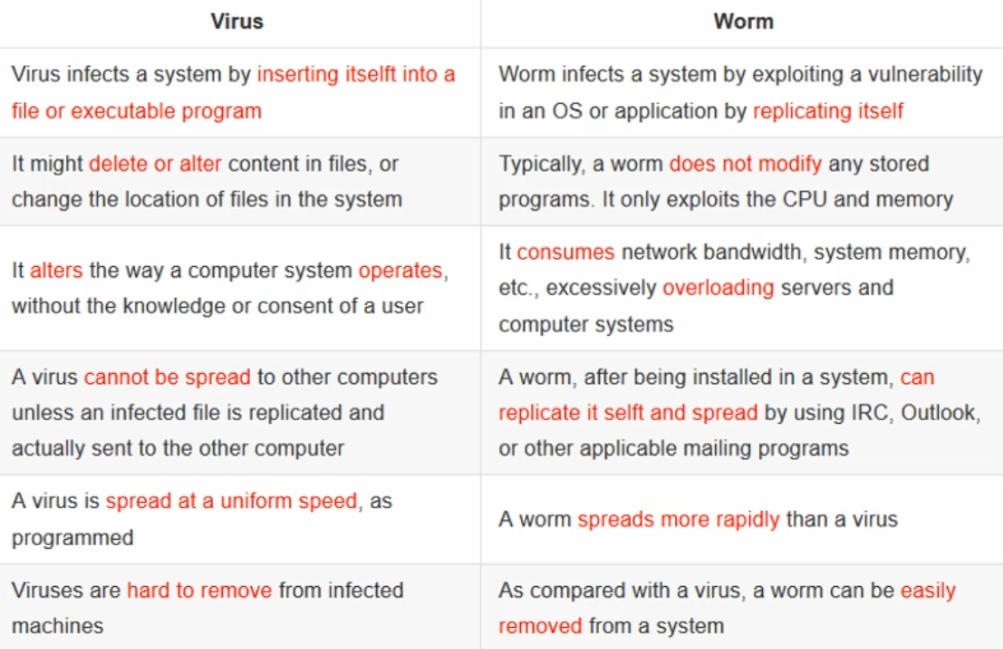 Virus
Worm
Virus infects a system by inserting itselft into a
file or executable program
Worm infects a system by exploiting a vulnerability
in an OS or application by replicating itself
It might delete or alter content in files, or
change the location of files in the system
Typically, a worm does not modify any stored
programs. It only exploits the CPU and memory
It alters the way a computer system operates,
without the knowledge or consent of a user
It consumes network bandwidth, system memory,
etc., excessively overloading servers and
computer systems
A virus cannot be spread to other computers
unless an infected file is replicated and
actually sent to the other computer
A worm, after being installed in a system, can
replicate it selft and spread by using IRC, Outlook,
or other applicable mailing programs
A virus is spread at a uniform speed, as
programmed
A worm spreads more rapidly than a virus
Viruses are hard to remove from infected
machines
As compared with a virus, a worm can be easily
removed from a system